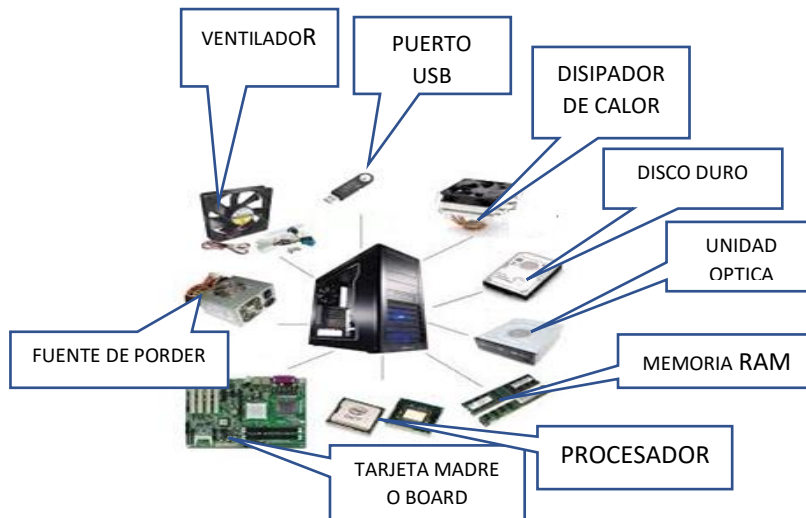 VENTILADOR
PUERTO
USB
DISIPADOR
DE CALOR
DISCO DURO
UNIDAD
OPTICA
FUENTE DE PORDER
MEMORIA RAM
PROCESADOR
TARJETA MADRE
O BOARD